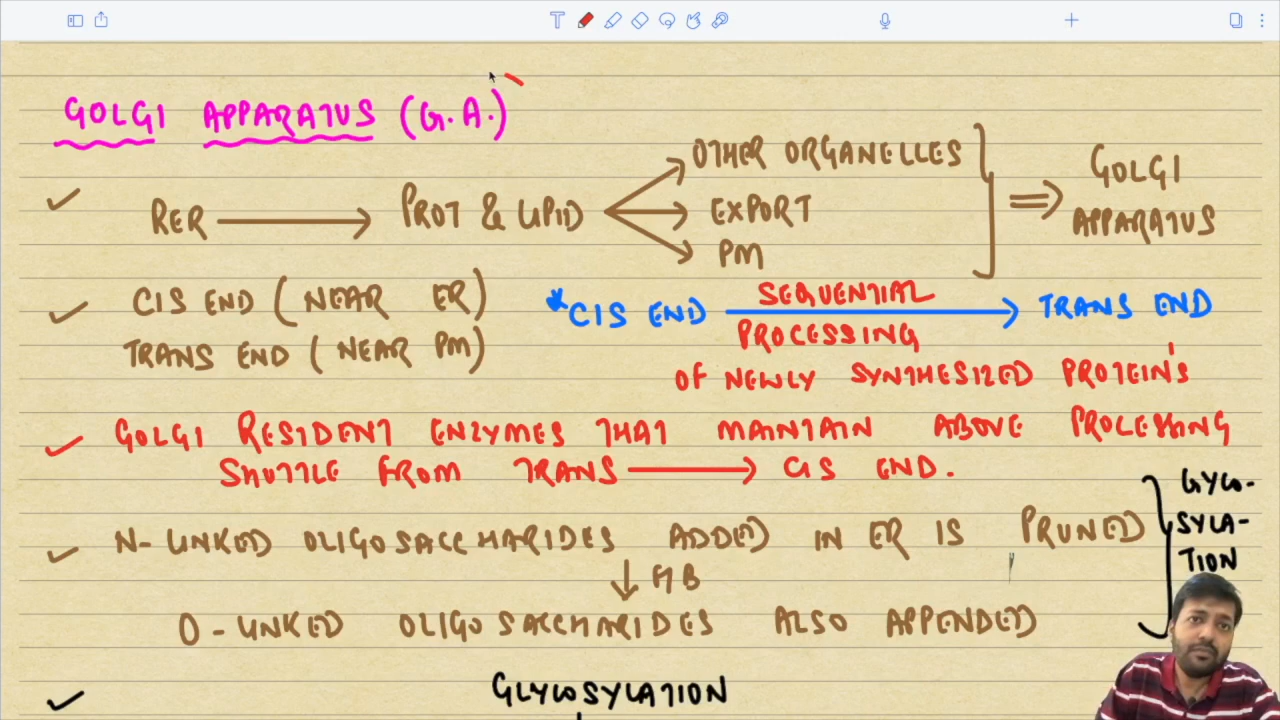 GOLGI APPARATUS (G.A.)
RER → PROT & LIPID
OTHER ORGANELLES
EXPORT
PM
⇒ GOLGI
APPARATUS
CIS END (NEAR ER)
TRANS END (NEAR PM)
*CIS END → TRANS END
SEQUENTIAL
PROCESSING
OF NEWLY SYNTHESIZED PROTEIN'S
GOLGI RESIDENT ENZYMES THAT MAINTAIN ABOVE PROCESSING
SHUTTLE FROM TRANS → CIS END.
N-LINKED OLIGOSACCHARIDES ADDED IN ER IS PRUNED
↓
O-LINKED OLIGOSACCHARIDES ALSO APPENDED
GLYCO-
SYLA-
TION
GLYCOSYLATION